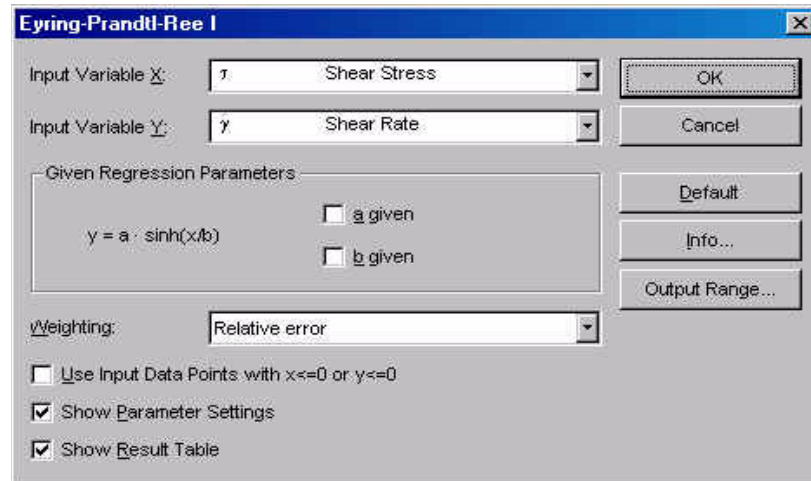 Eyring-Prandtl-Ree I
Input Variable X: τ Shear Stress
OK
Input Variable Y: γ̇ Shear Rate
Cancel
Given Regression Parameters
Default
y = a · sinh(x/b)
a given
b given
Info...
Output Range...
Weighting: Relative error
Use Input Data Points with x<=0 or y<=0
Show Parameter Settings
Show Result Table